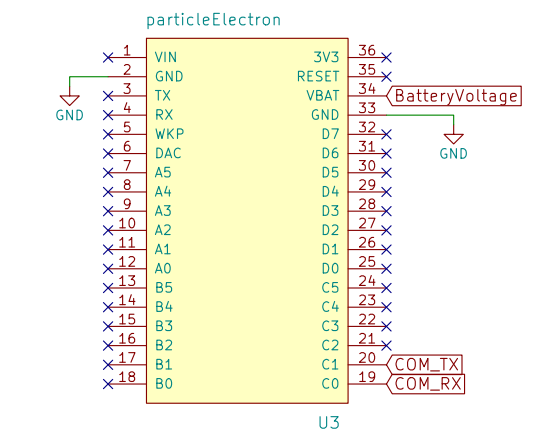 particleElectron
1 VIN 3V3 36
2 GND RESET 35
3 TX VBAT 34 BatteryVoltage
GND 4 RX GND 33
5 WKP D7 32
6 DAC D6 31 GND
7 A5 D5 30
8 A4 D4 29
9 A3 D3 28
10 A2 D2 27
11 A1 D1 26
12 A0 D0 25
13 B5 C5 24
14 B4 C4 23
15 B3 C3 22
16 B2 C2 21
17 B1 C1 20 COM_TX
18 B0 C0 19 COM_RX
U3